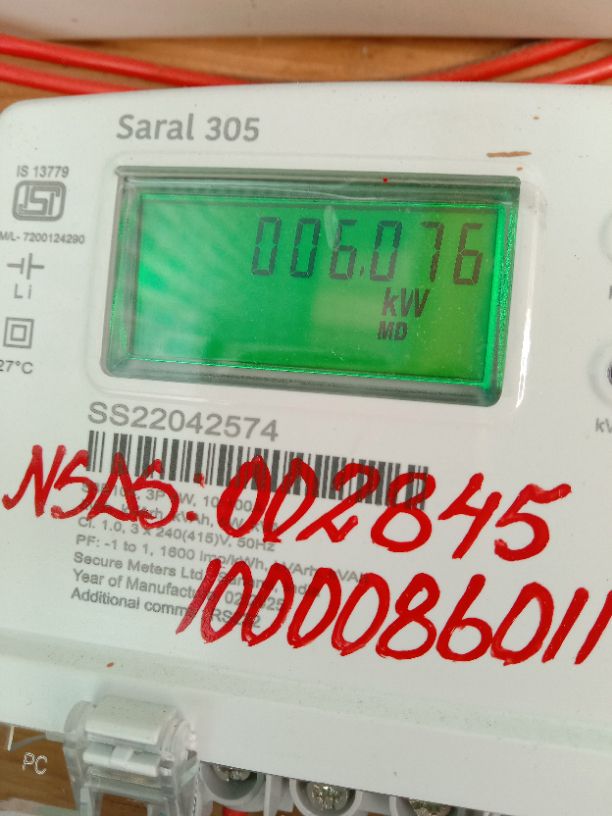 Saral 305
IS 13779
M/L- 7200124290
Li
27°C
006.076
kW
MD
SS22042574
NSDS: 002845
Cl. 1.0, 3 x 240(415)V, 50Hz
PF: -1 to 1, 1600 imp/kWh,
Secure Meters Ltd.
Year of Manufacture
1000086011
Additional comm
PC